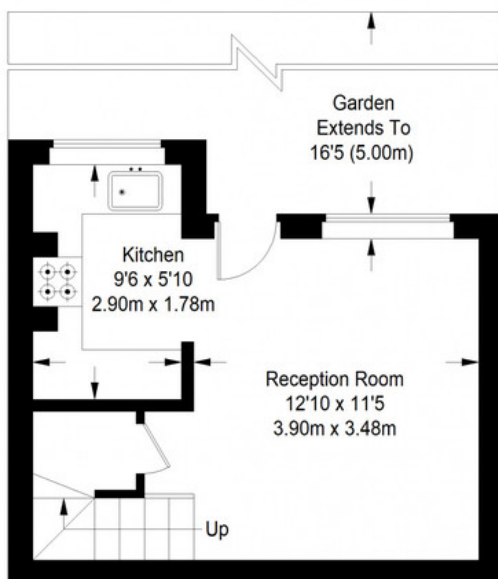 Garden
Extends To
16'5 (5.00m)
Kitchen
9'6 x 5'10
2.90m x 1.78m
Reception Room
12'10 x 11'5
3.90m x 3.48m
Up